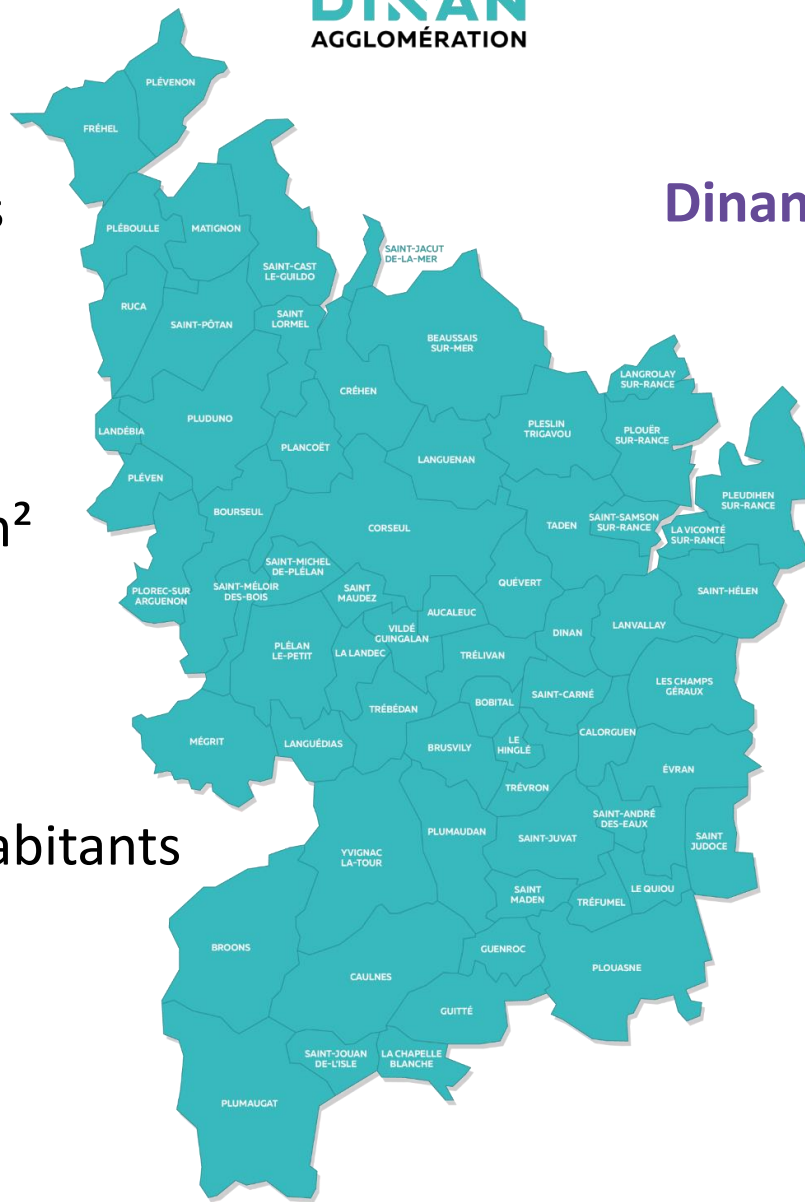 DINAN
AGGLOMÉRATION
PLÉVENON
FRÉHEL
s
Dinan
PLÉBOULLE
MATIGNON
SAINT-JACUT
DE-LA-MER
SAINT-CAST
LE-GUILDO
RUCA
SAINT
LORMEL
SAINT-PÔTAN
BEAUSSAIS
SUR-MER
LANGROLAY
SUR-RANCE
CRÉHEN
PLUDUNO
LANDÉBIA
PLESLIN
TRIGAVOU
PLOUËR
SUR-RANCE
PLANCOËT
LANGUENAN
PLÉVEN
PLEUDIHEN
SUR-RANCE
BOURSEUL
m²
CORSEUL
TADEN
SAINT-SAMSON
SUR-RANCE
LA VICOMTÉ
SUR-RANCE
SAINT-MICHEL
DE-PLÉLAN
PLOREC-SUR
ARGUENON
SAINT-MÉLOIR
DES-BOIS
SAINT
MAUDEZ
QUÉVERT
SAINT-HÉLEN
AUCALEUC
VILDÉ
GUINGALAN
DINAN
LANVALLAY
PLÉLAN
LE-PETIT
LA LANDEC
TRÉLIVAN
LES CHAMPS
GÉRAUX
TRÉBÉDAN
BOBITAL
SAINT-CARNÉ
MÉGRIT
LANGUÉDIAS
BRUSVILY
LE
HINGLÉ
CALORGUEN
ÉVRAN
TRÉVRON
abitants
YVIGNAC
LA-TOUR
PLUMAUDAN
SAINT-JUVAT
SAINT-ANDRÉ
DES-EAUX
SAINT
JUDOCE
SAINT
MADEN
TRÉFUMEL
LE QUIOU
BROONS
GUENROC
PLOUASNE
CAULNES
GUITTÉ
SAINT-JOUAN
DE-L'ISLE
LA CHAPELLE
BLANCHE
PLUMAUGAT